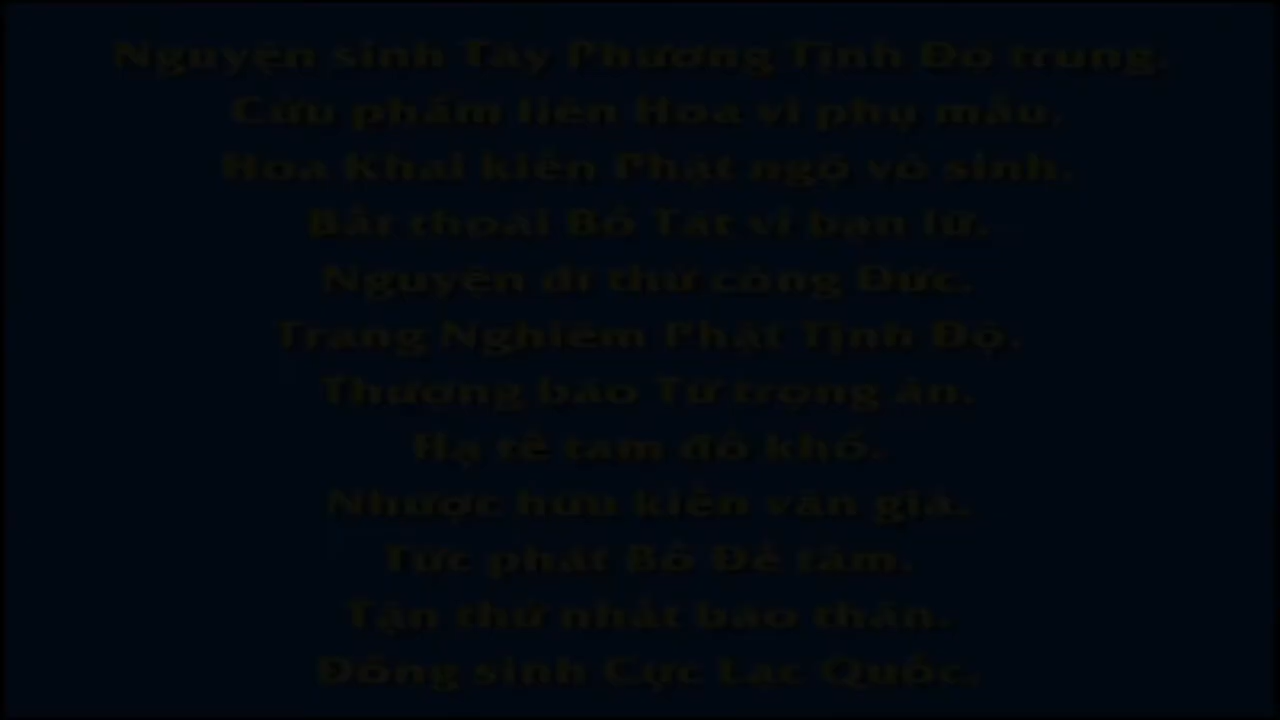 Nguyện sinh Tây Phương Tịnh Độ trung.
Cửu phẩm liên Hoa vi phụ mẫu.
Hoa Khai kiến Phật ngộ vô sinh.
Bất thoái Bồ Tát vi bạn lữ.
Nguyện dĩ thử công Đức.
Trang Nghiêm Phật Tịnh Độ.
Thượng báo Tứ trọng ân.
Hạ tế tam đồ khổ.
Nhược hữu kiến văn giả.
Tức phát Bồ Đề tâm.
Tận thử nhất báo thân.
Đồng sinh Cực Lạc Quốc.